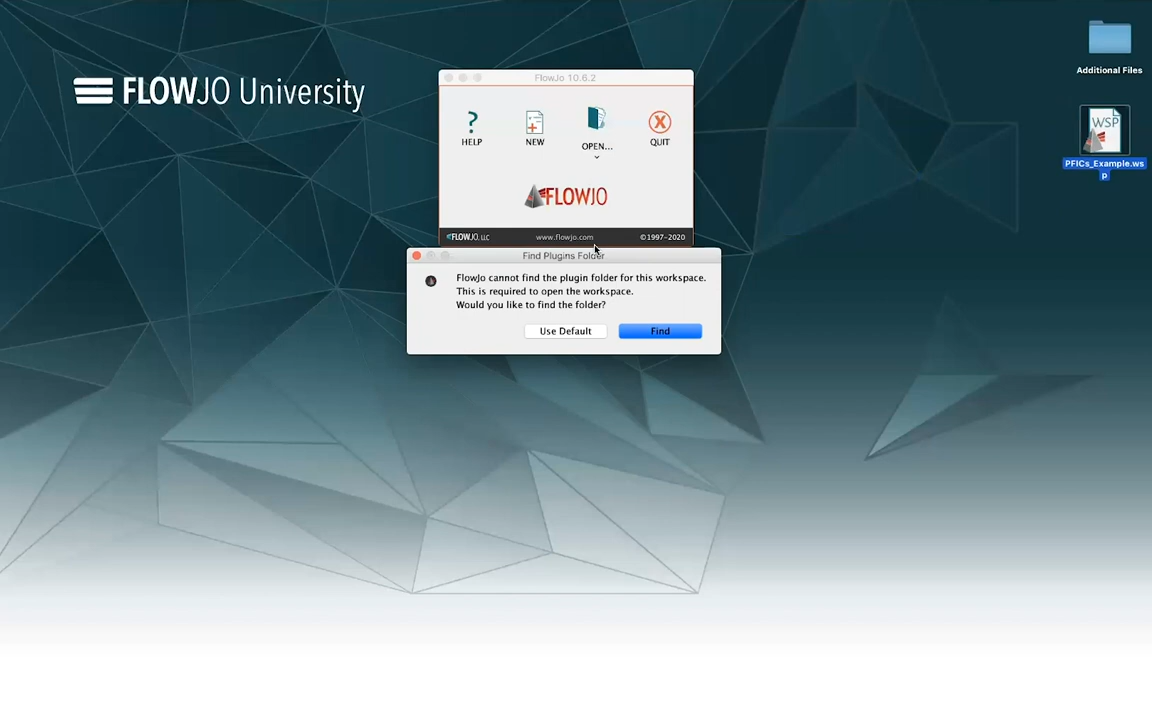 FLOWJO University
Additional Files
WSP
PFICs_Example.ws
p
FlowJo 10.6.2
HELP
NEW
OPEN...
QUIT
FLOWJO
FLOWJO, LLC www.flowjo.com ©1997-2020
Find Plugins Folder
FlowJo cannot find the plugin folder for this workspace.
This is required to open the workspace.
Would you like to find the folder?
Use Default
Find